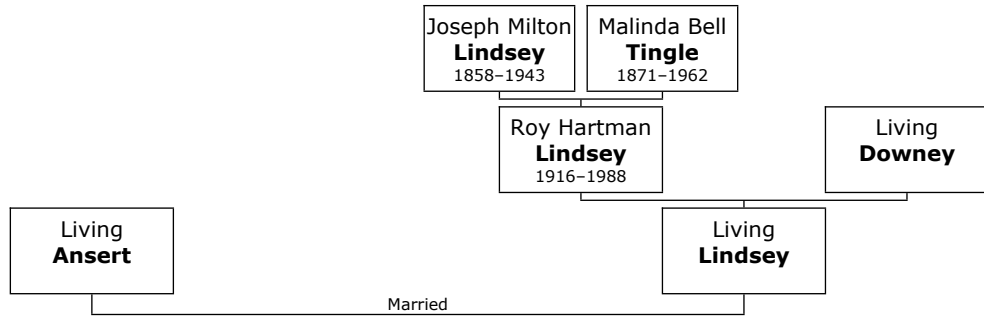 Joseph Milton
Lindsey
1858–1943
Malinda Bell
Tingle
1871–1962
Roy Hartman
Lindsey
1916–1988
Living
Downey
Living
Ansert
Living
Lindsey
Married